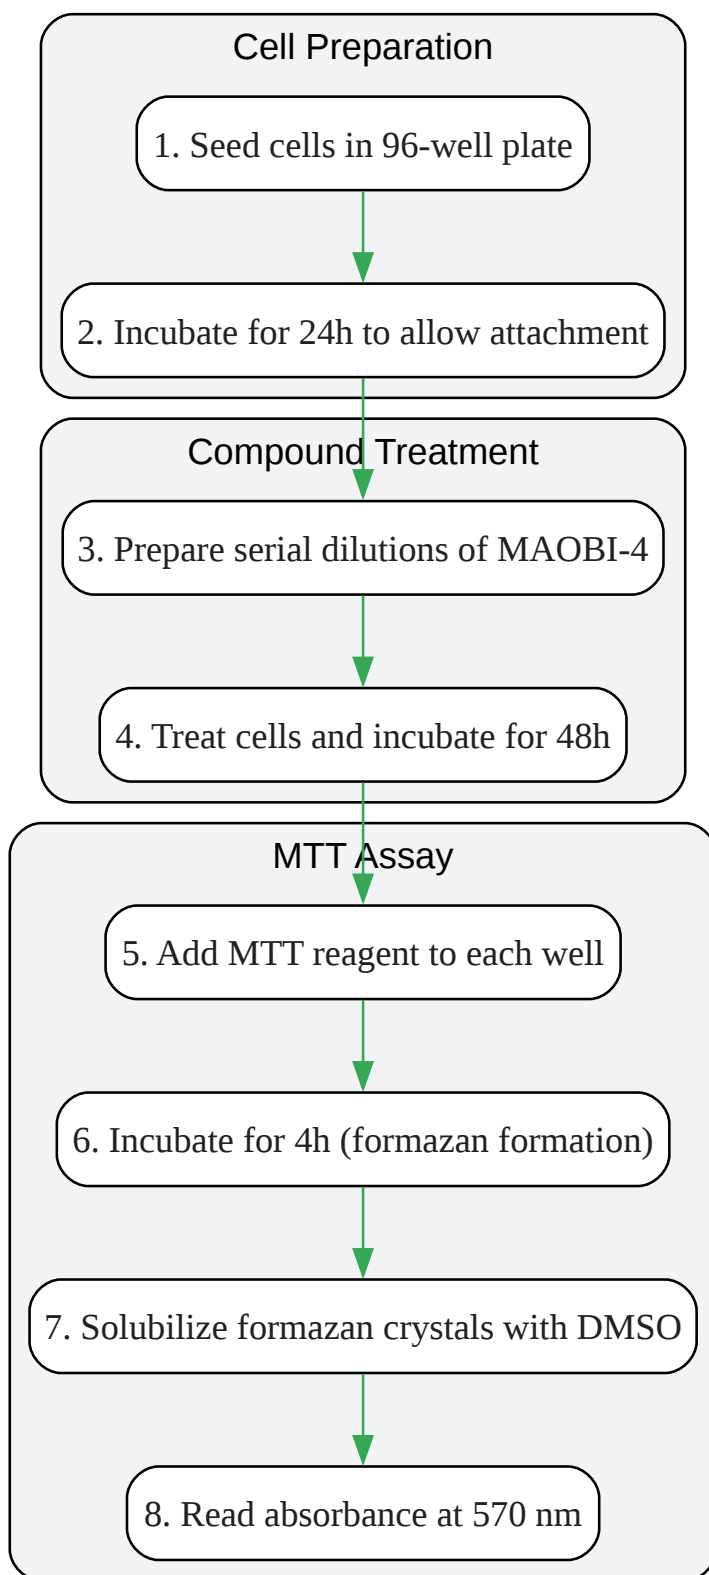 Cell Preparation
1. Seed cells in 96-well plate
2. Incubate for 24h to allow attachment
Compound Treatment
3. Prepare serial dilutions of MAOBI-4
4. Treat cells and incubate for 48h
MTT Assay
5. Add MTT reagent to each well
6. Incubate for 4h (formazan formation)
7. Solubilize formazan crystals with DMSO
8. Read absorbance at 570 nm